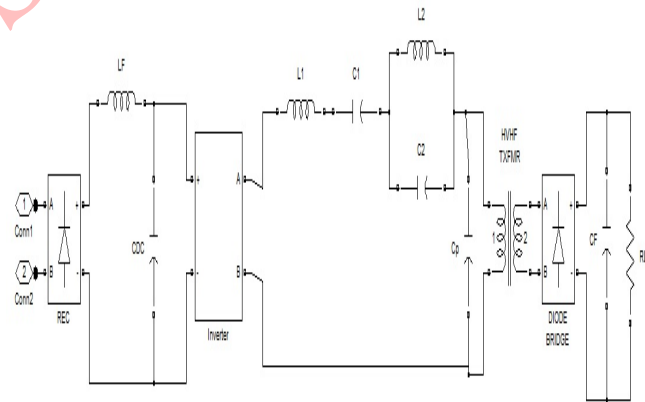 L2
LF
L1
C1
HVHF
TXFMR
C2
1
A
+
+
A
1
2
A
+
Conn1
CDC
Cp
CF
RL
2
B
-
-
B
B
-
Conn2
REC
Inverter
DIODE
BRIDGE